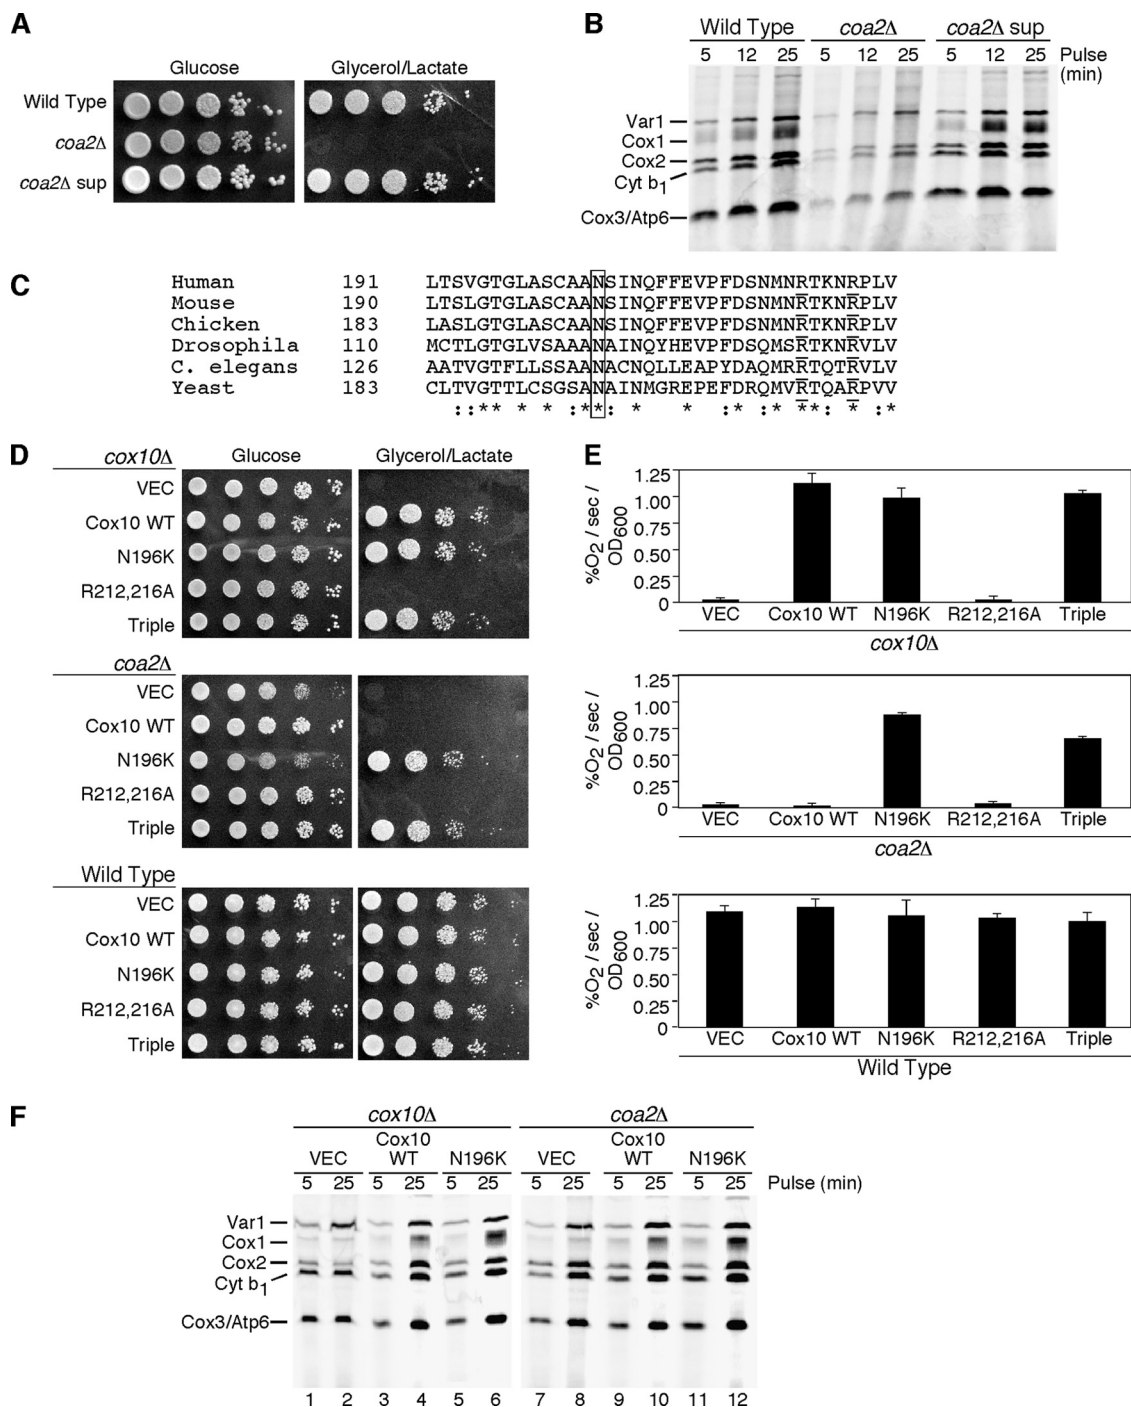 A
Glucose Glycerol/Lactate
Wild Type
coa2Δ
coa2Δ sup
B
Wild Type coa2Δ coa2Δ sup
5 12 25 5 12 25 5 12 25 Pulse (min)
Var1
Cox1
Cox2
Cyt b1
Cox3/Atp6
C
Human 191 LTSVGTGLASCAANSINQFFEVPFDSNMNRTKNRPLV
Mouse 190 LTSVGTGLASCAANSINQFFEVPFDSNMNRTKNRPLV
Chicken 183 LASLGTGLASCAANSINQFFEVPFDSNMNRTKNRPLV
Drosophila 110 MCTLGTGLVSAAANAINQYHEVPFDSQMSRTKNRVLV
C. elegans 126 AATVGTFLLSSAANACNQLLEAPYDAQMRRTQTRVLV
Yeast 183 CLTVGTTLCSGSANAINMGREPEFDRQMVRTQARPVV
::** * * :**: * * : : *** * :*
D
cox10Δ Glucose Glycerol/Lactate
VEC
Cox10 WT
N196K
R212,216A
Triple
coa2Δ
VEC
Cox10 WT
N196K
R212,216A
Triple
Wild Type
VEC
Cox10 WT
N196K
R212,216A
Triple
E
%O2 / sec / OD600
1.25
1.00
0.75
0.50
0.25
0
VEC Cox10 WT N196K R212,216A Triple
cox10Δ
%O2 / sec / OD600
1.25
1.00
0.75
0.50
0.25
0
VEC Cox10 WT N196K R212,216A Triple
coa2Δ
%O2 / sec / OD600
1.25
1.00
0.75
0.50
0.25
0
VEC Cox10 WT N196K R212,216A Triple
Wild Type
F
cox10Δ coa2Δ
VEC Cox10 WT N196K VEC Cox10 WT N196K
5 25 5 25 5 25 5 25 5 25 5 25 Pulse (min)
Var1
Cox1
Cox2
Cyt b1
Cox3/Atp6
1 2 3 4 5 6 7 8 9 10 11 12